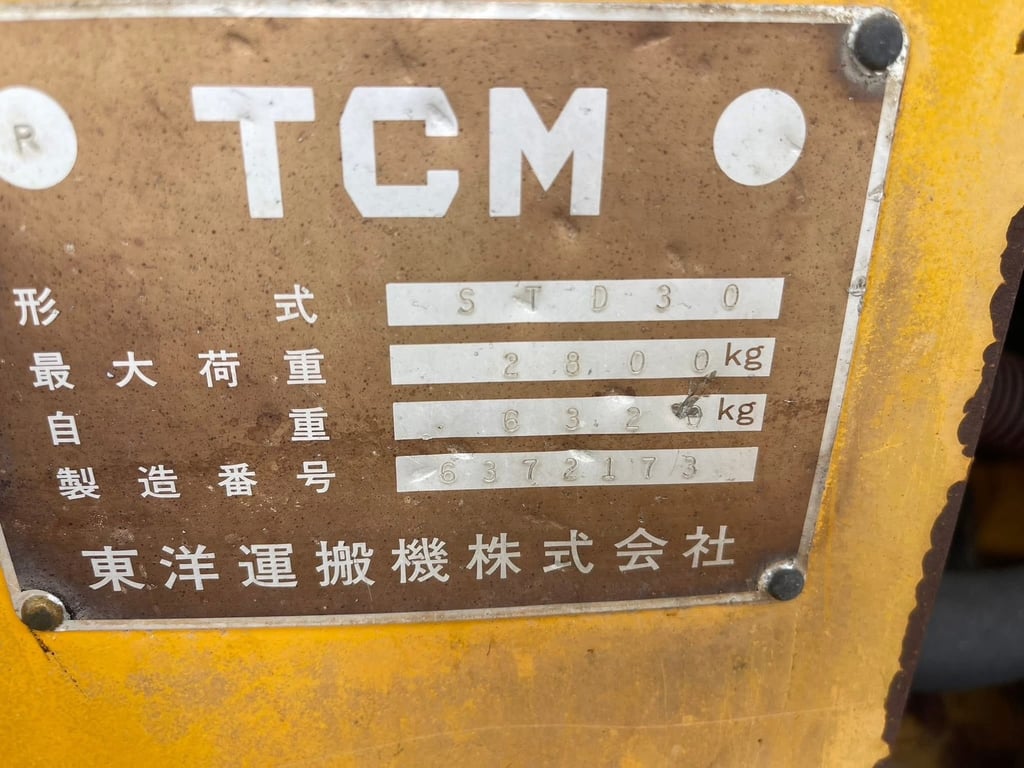 R
TCM
形式 STD30
最大荷重 2800kg
自重 6320kg
製造番号 6372173
東洋運搬機株式会社